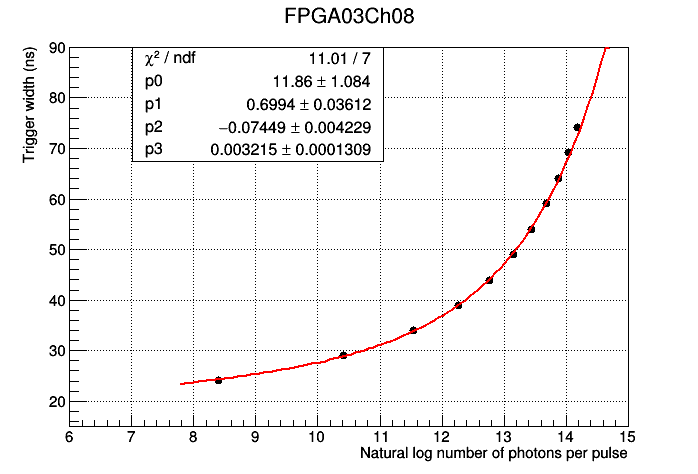 FPGA03Ch08
Trigger width (ns)
90
80
70
60
50
40
30
20
χ² / ndf 11.01 / 7
p0 11.86 ± 1.084
p1 0.6994 ± 0.03612
p2 −0.07449 ± 0.004229
p3 0.003215 ± 0.0001309
6 7 8 9 10 11 12 13 14 15
Natural log number of photons per pulse